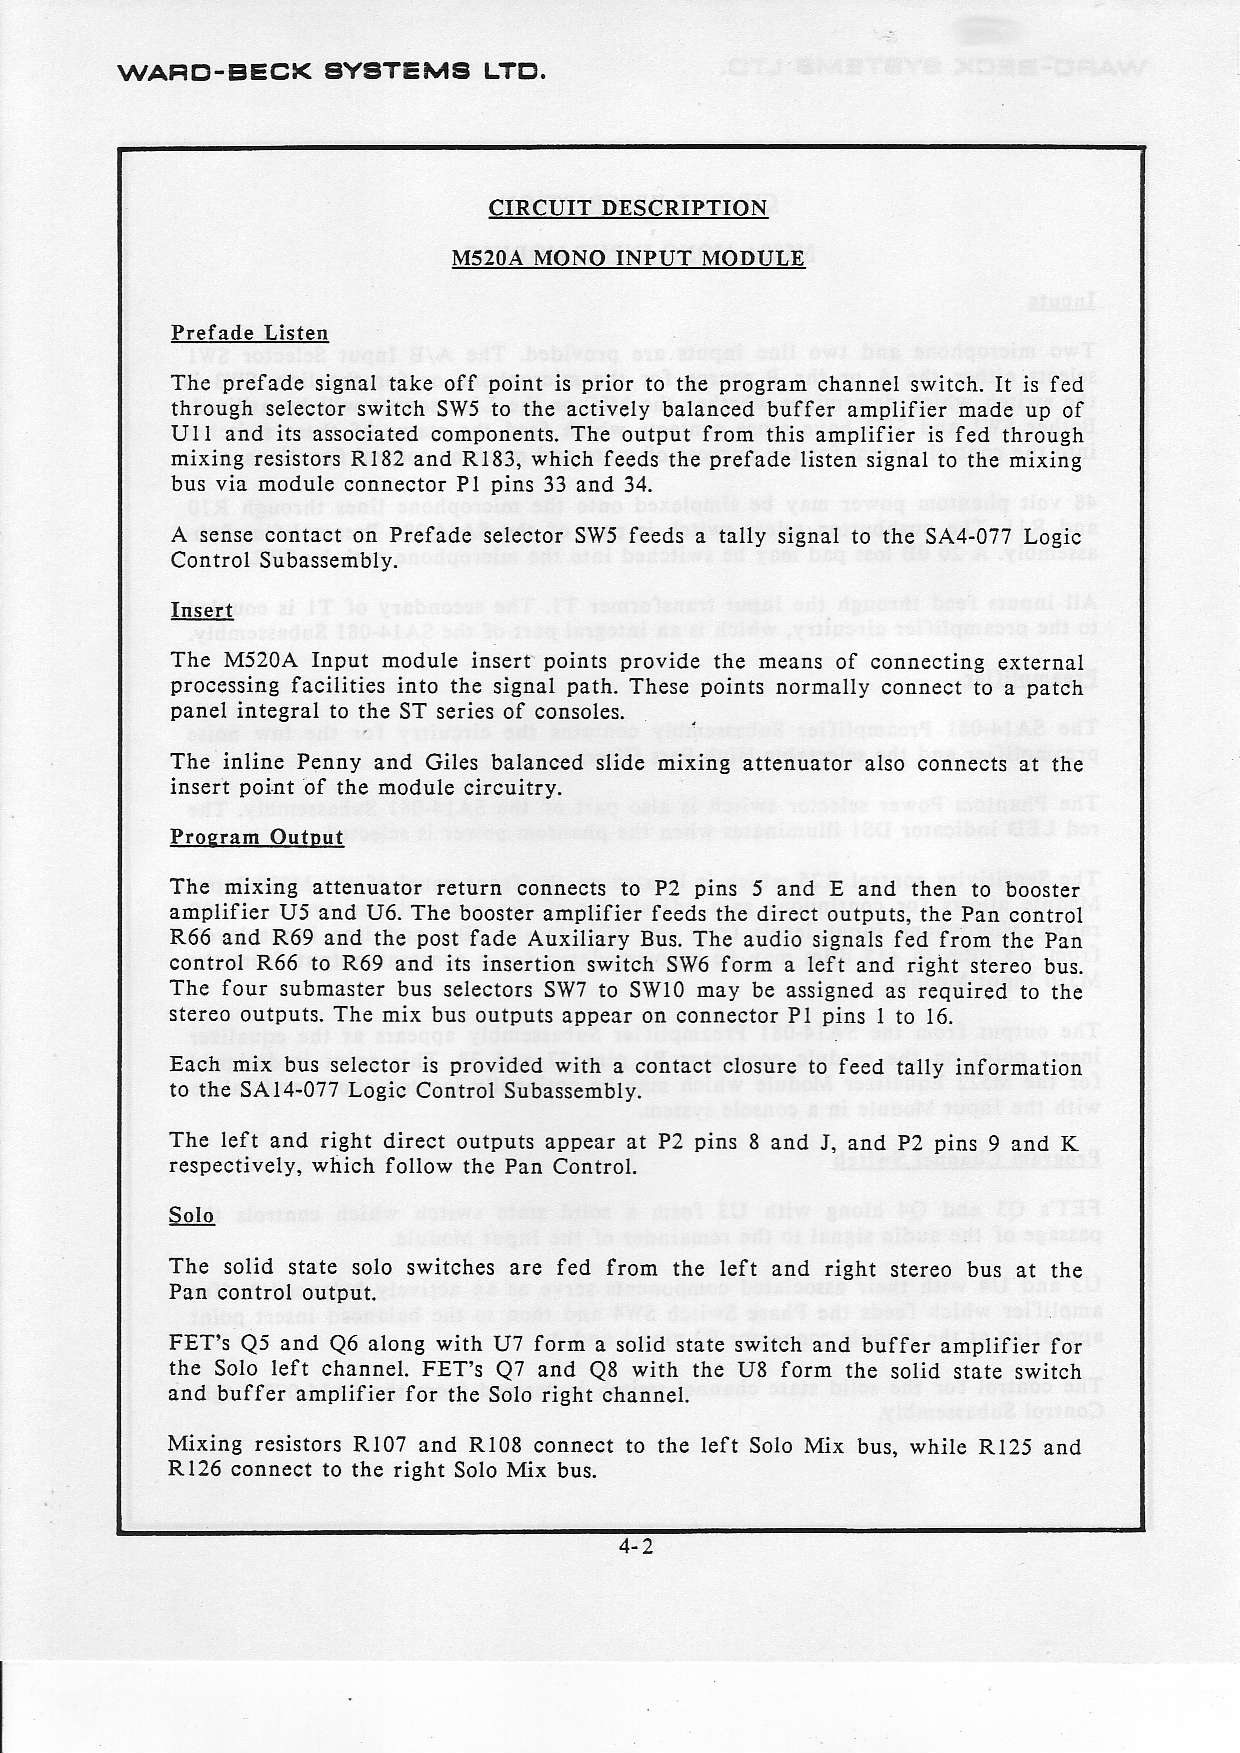 WARD-BECK SYSTEMS LTD.
CIRCUIT DESCRIPTION
M520A MONO INPUT MODULE
Prefade Listen
The prefade signal take off point is prior to the program channel switch. It is fed
through selector switch SW5 to the actively balanced buffer amplifier made up of
U11 and its associated components. The output from this amplifier is fed through
mixing resistors R182 and R183, which feeds the prefade listen signal to the mixing
bus via module connector P1 pins 33 and 34.
A sense contact on Prefade selector SW5 feeds a tally signal to the SA4-077 Logic
Control Subassembly.
Insert
The M520A Input module insert points provide the means of connecting external
processing facilities into the signal path. These points normally connect to a patch
panel integral to the ST series of consoles.
The inline Penny and Giles balanced slide mixing attenuator also connects at the
insert point of the module circuitry.
Program Output
The mixing attenuator return connects to P2 pins 5 and E and then to booster
amplifier U5 and U6. The booster amplifier feeds the direct outputs, the Pan control
R66 and R69 and the post fade Auxiliary Bus. The audio signals fed from the Pan
control R66 to R69 and its insertion switch SW6 form a left and right stereo bus.
The four submaster bus selectors SW7 to SW10 may be assigned as required to the
stereo outputs. The mix bus outputs appear on connector P1 pins 1 to 16.
Each mix bus selector is provided with a contact closure to feed tally information
to the SA14-077 Logic Control Subassembly.
The left and right direct outputs appear at P2 pins 8 and J, and P2 pins 9 and K
respectively, which follow the Pan Control.
Solo
The solid state solo switches are fed from the left and right stereo bus at the
Pan control output.
FET's Q5 and Q6 along with U7 form a solid state switch and buffer amplifier for
the Solo left channel. FET's Q7 and Q8 with the U8 form the solid state switch
and buffer amplifier for the Solo right channel.
Mixing resistors R107 and R108 connect to the left Solo Mix bus, while R125 and
R126 connect to the right Solo Mix bus.
4-2